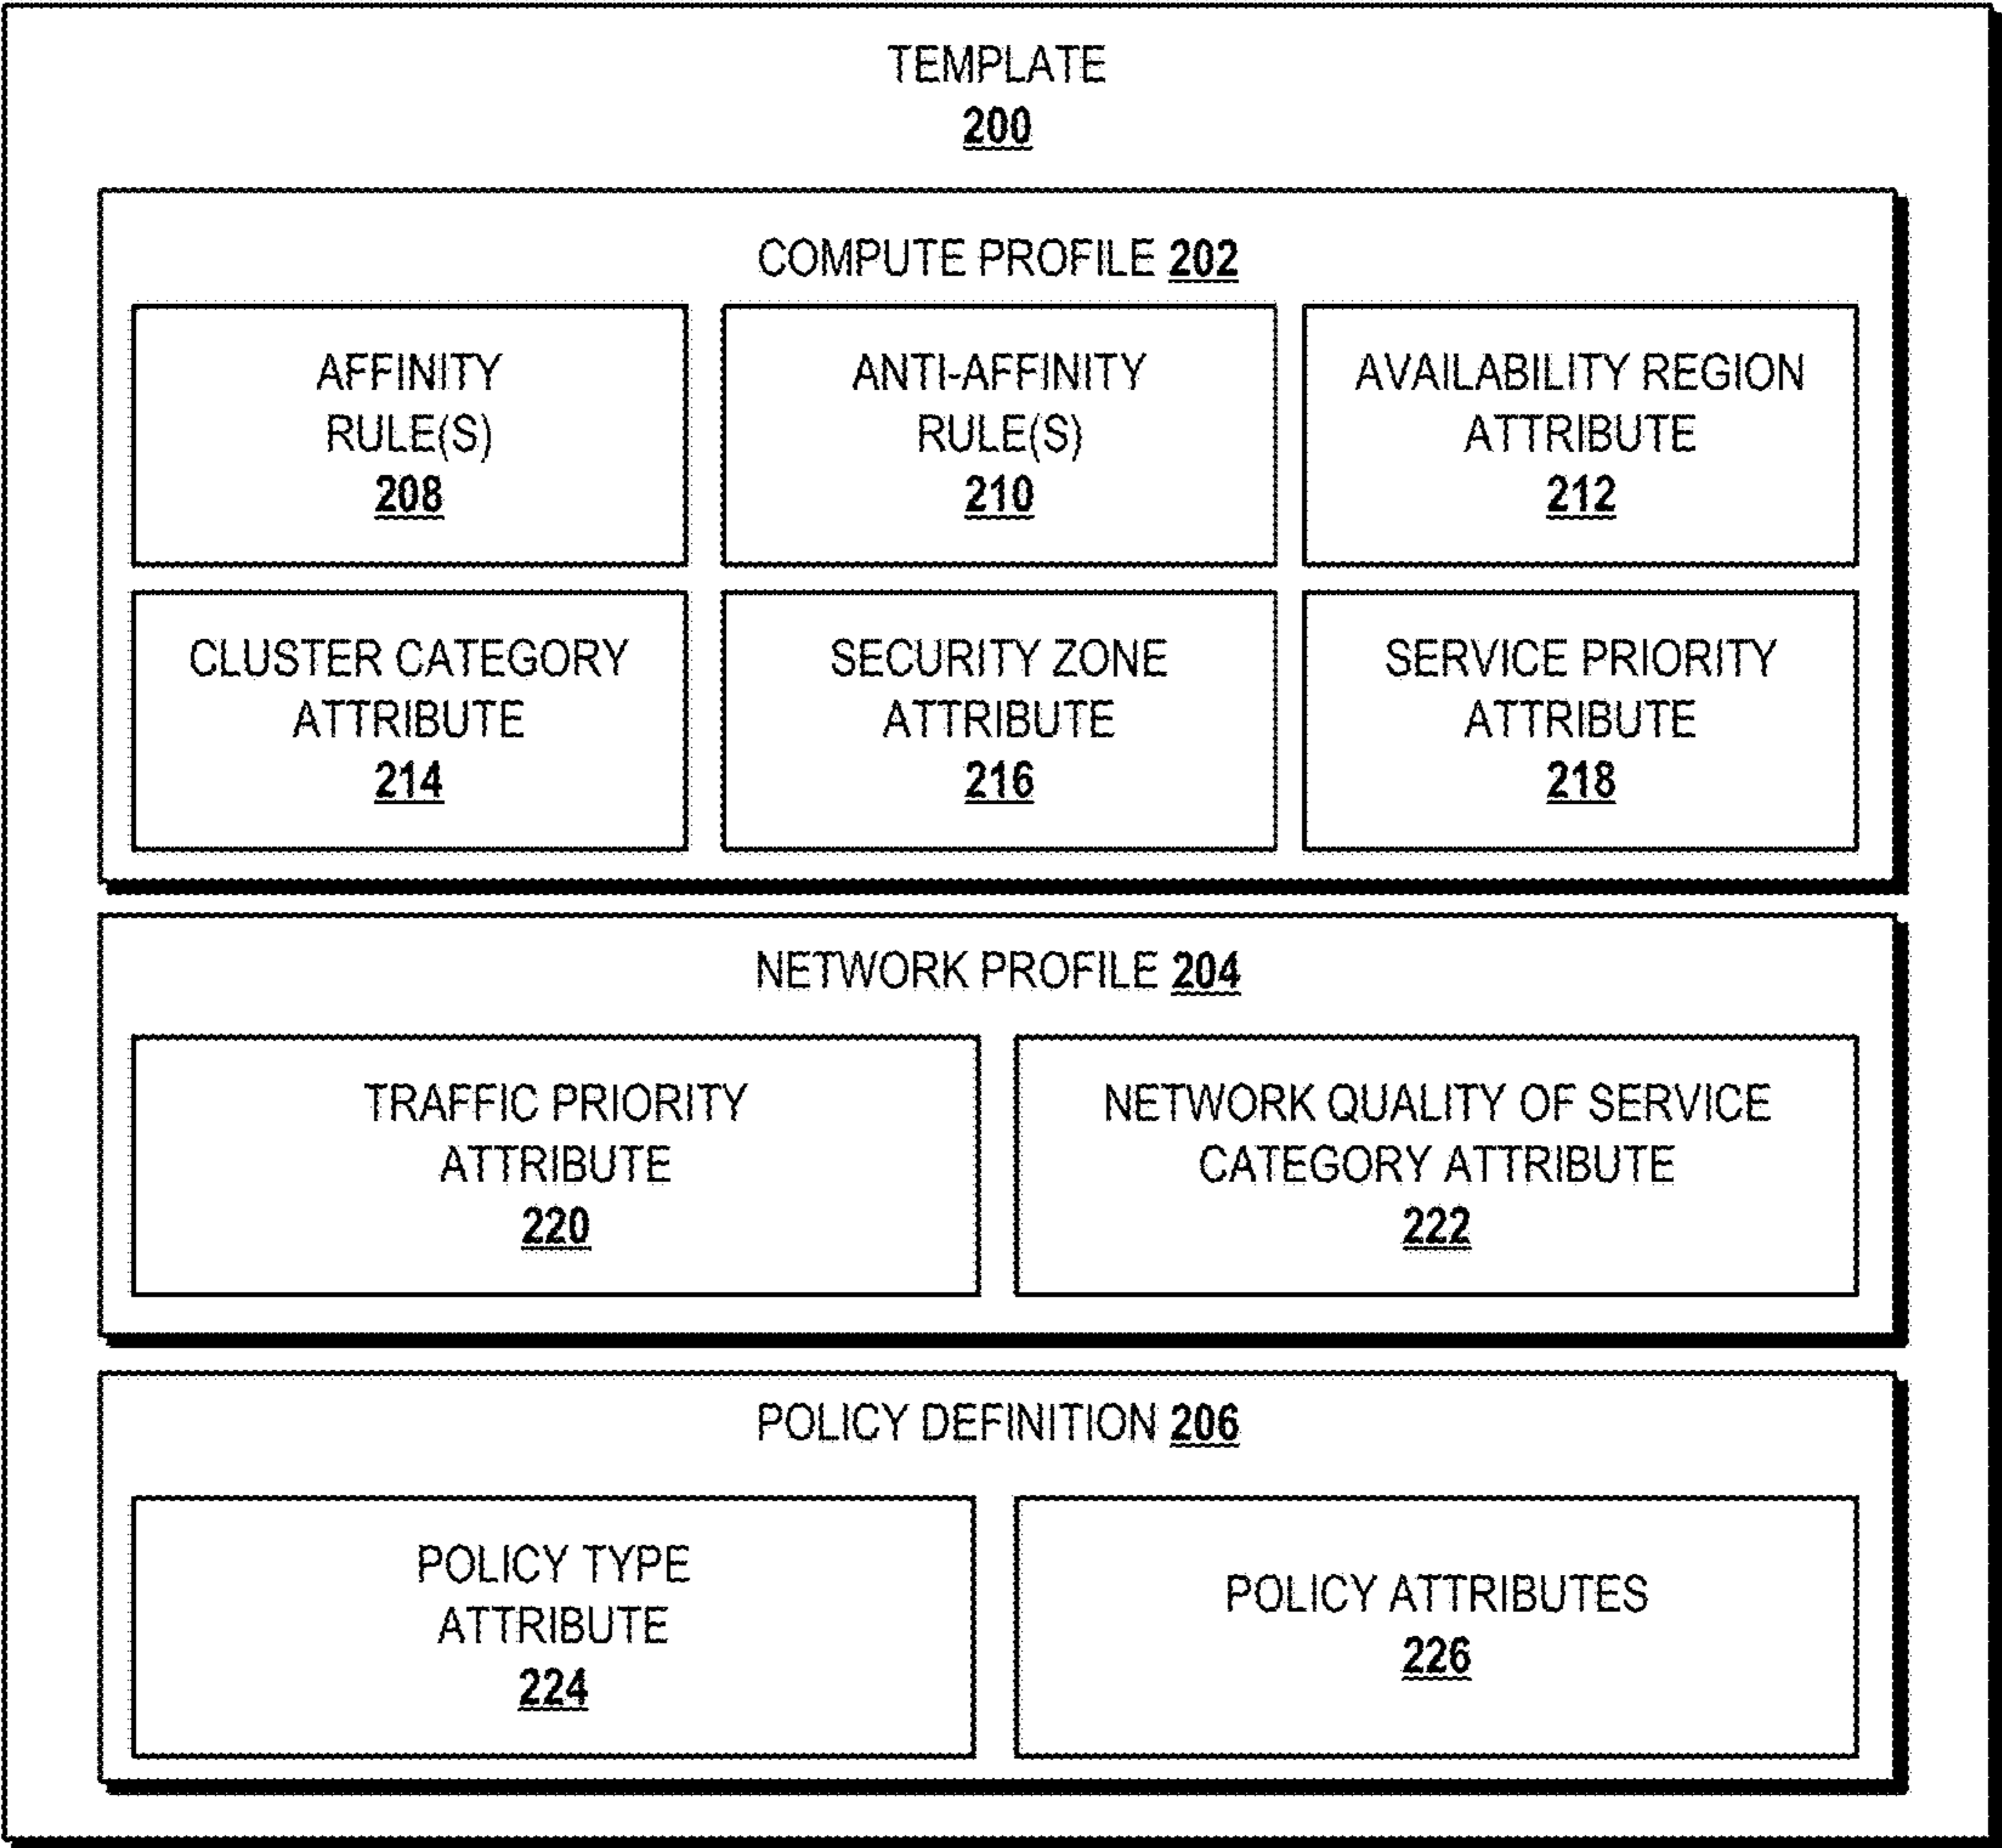 TEMPLATE
200
COMPUTE PROFILE 202
AFFINITY
RULE(S)
208
ANTI-AFFINITY
RULE(S)
210
AVAILABILITY REGION
ATTRIBUTE
212
CLUSTER CATEGORY
ATTRIBUTE
214
SECURITY ZONE
ATTRIBUTE
216
SERVICE PRIORITY
ATTRIBUTE
218
NETWORK PROFILE 204
TRAFFIC PRIORITY
ATTRIBUTE
220
NETWORK QUALITY OF SERVICE
CATEGORY ATTRIBUTE
222
POLICY DEFINITION 206
POLICY TYPE
ATTRIBUTE
224
POLICY ATTRIBUTES
226